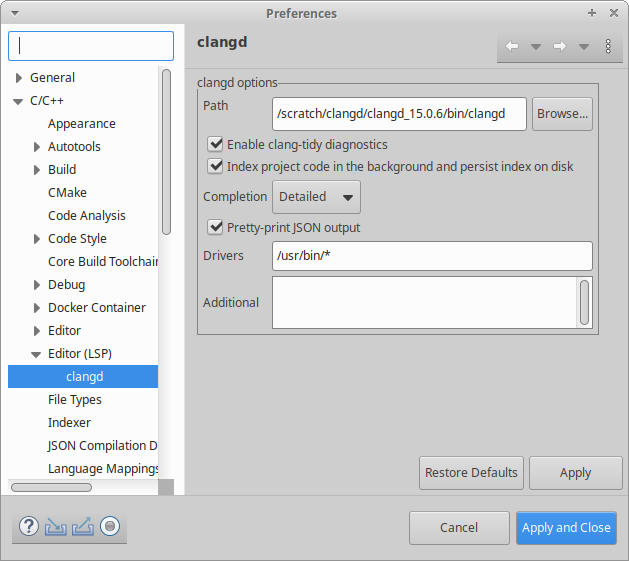 Preferences
clangd
General
C/C++
Appearance
Autotools
Build
CMake
Code Analysis
Code Style
Core Build Toolchain
Debug
Docker Container
Editor
Editor (LSP)
clangd
File Types
Indexer
JSON Compilation D
Language Mappings
clangd options
Path /scratch/clangd/clangd_15.0.6/bin/clangd Browse...
Enable clang-tidy diagnostics
Index project code in the background and persist index on disk
Completion Detailed
Pretty-print JSON output
Drivers /usr/bin/*
Additional
Restore Defaults Apply
? Cancel Apply and Close